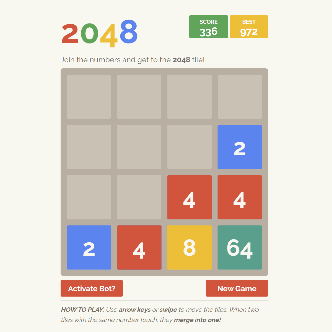 2048
SCORE
336
BEST
972
Join the numbers and get to the 2048 tile!
2
4 4
2 4 8 64
Activate Bot? New Game
HOW TO PLAY: Use arrow keys or swipe to move the tiles. When two
tiles with the same number touch, they merge into one!